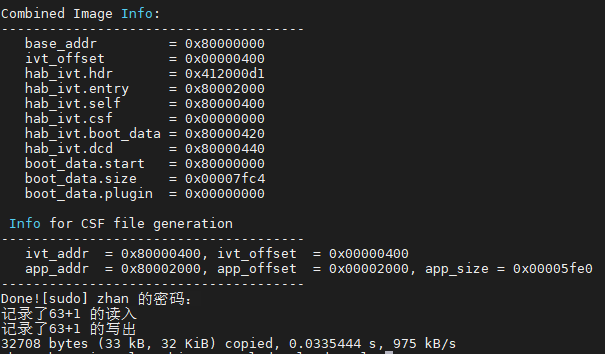 Combined Image Info:
---------------------------------------
base_addr = 0x80000000
ivt_offset = 0x00000400
hab_ivt.hdr = 0x412000d1
hab_ivt.entry = 0x80002000
hab_ivt.self = 0x80000400
hab_ivt.csf = 0x00000000
hab_ivt.boot_data = 0x80000420
hab_ivt.dcd = 0x80000440
boot_data.start = 0x80000000
boot_data.size = 0x00007fc4
boot_data.plugin = 0x00000000
Info for CSF file generation
---------------------------------------
ivt_addr = 0x80000400, ivt_offset = 0x00000400
app_addr = 0x80002000, app_offset = 0x00002000, app_size = 0x00005fe0
---------------------------------------
Done![sudo] zhan 的密码:
记录了63+1 的读入
记录了63+1 的写出
32708 bytes (33 kB, 32 KiB) copied, 0.0335444 s, 975 kB/s